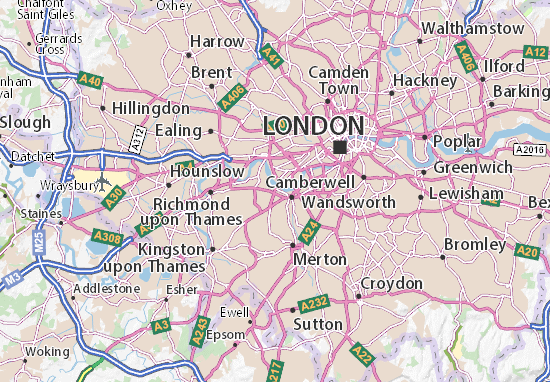 Chalfont
Saint Giles
Oxhey
Gerrards
Cross
Harrow
A41
Walthamstow
A406
A12
Ilford
A40
Brent
A406
Camden
Town
Hackney
Barking
Hillingdon
Slough
A312
Ealing
LONDON
Poplar
A2016
Datchet
Wraysbury
A4
Hounslow
Greenwich
A30
Richmond
upon Thames
Camberwell
Lewisham
Wandsworth
Staines
M25
A308
A24
Bromley
A20
Kingston
upon Thames
M3
Merton
Addlestone
Esher
Croydon
A232
Ewell
Sutton
A3
A243
Epsom
Woking
A217
A22